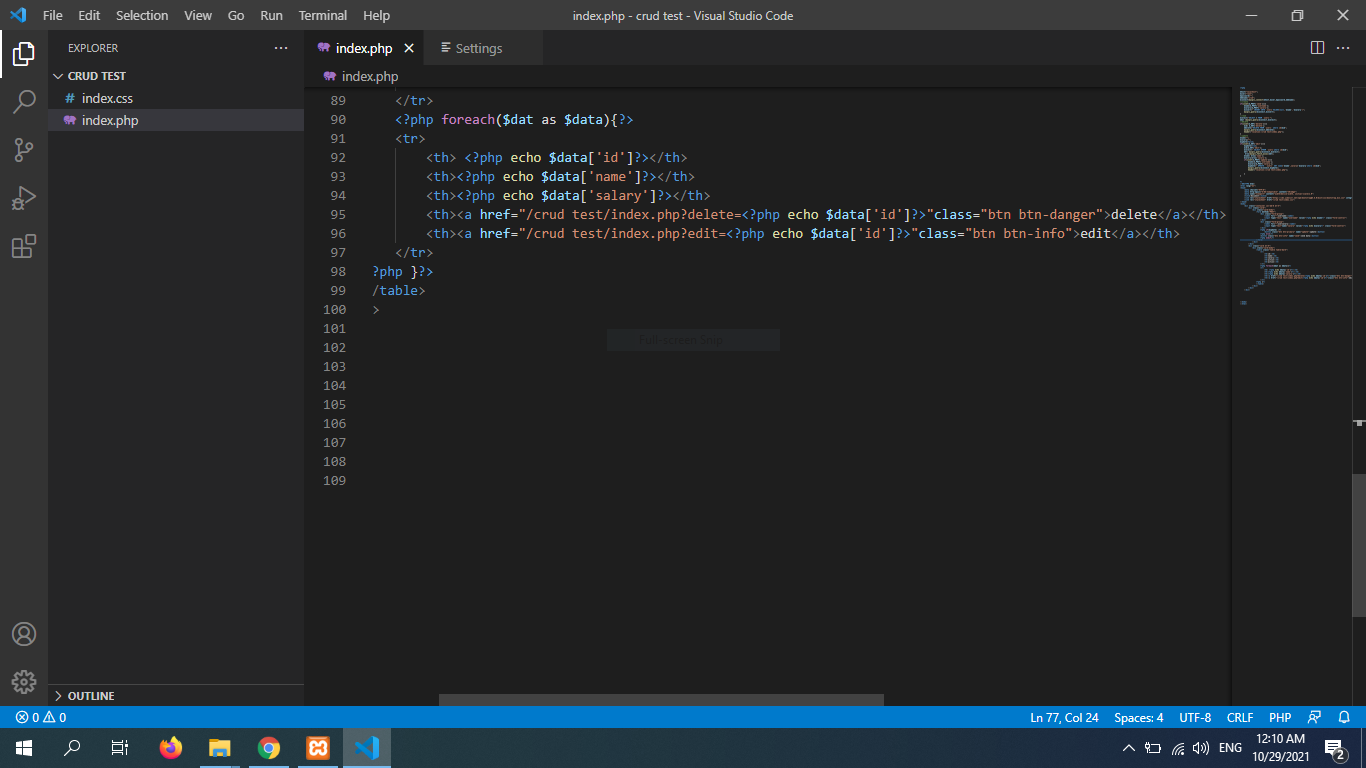 File Edit Selection View Go Run Terminal Help index.php - crud test - Visual Studio Code
EXPLORER
CRUD TEST
# index.css
index.php
OUTLINE
index.php Settings
index.php
89 </tr>
90 <?php foreach($dat as $data){?>
91 <tr>
92 <th> <?php echo $data['id']?></th>
93 <th><?php echo $data['name']?></th>
94 <th><?php echo $data['salary']?></th>
95 <th><a href="/crud test/index.php?delete=<?php echo $data['id']?>"class="btn btn-danger">delete</a></th>
96 <th><a href="/crud test/index.php?edit=<?php echo $data['id']?>"class="btn btn-info">edit</a></th>
97 </tr>
98 ?php }?>
99 /table>
100 >
101
102
103
104
105
106
107
108
109
Full-screen Snip
0 0 Ln 77, Col 24 Spaces: 4 UTF-8 CRLF PHP
ENG 12:10 AM
10/29/2021 2